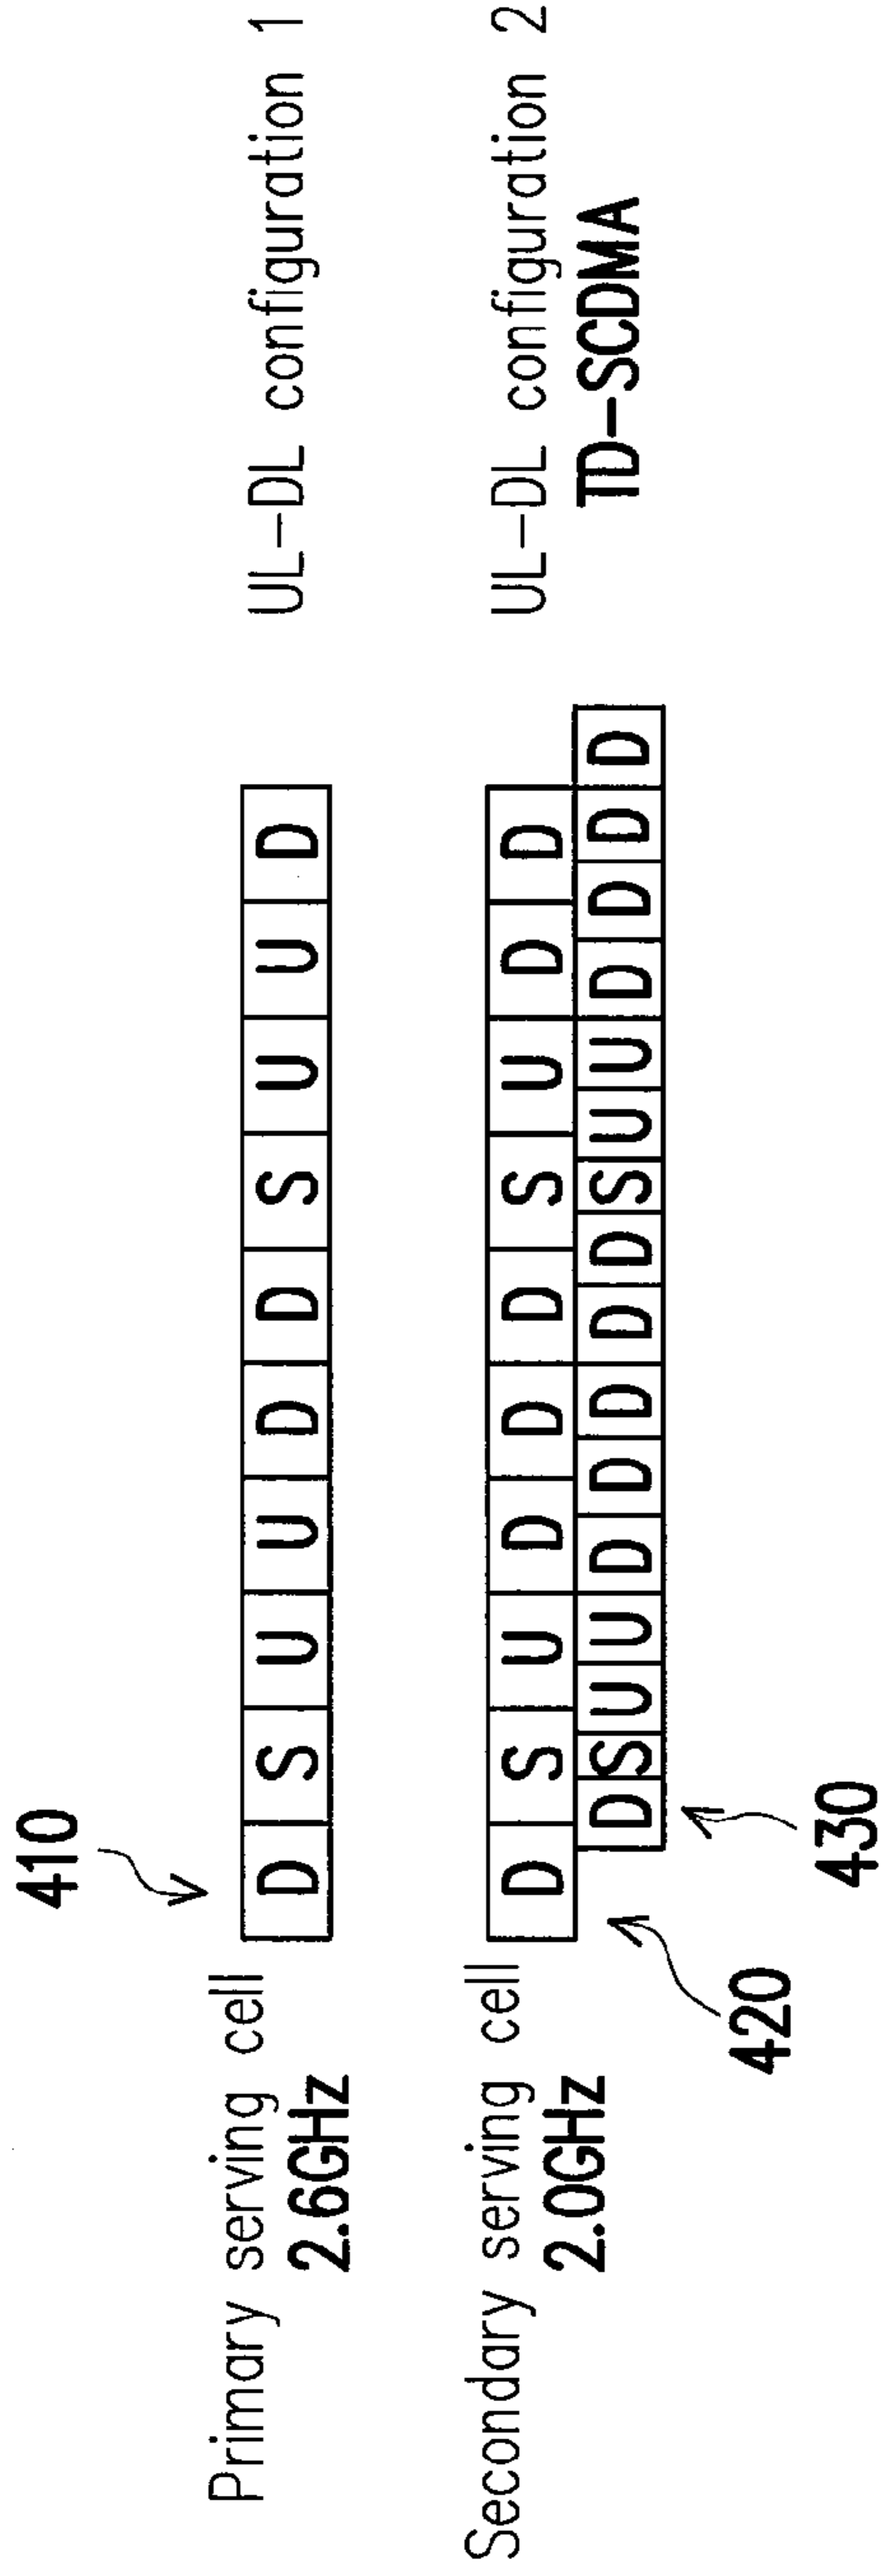 410
Primary serving cell D S U U D D S U U D UL-DL configuration 1
2.6GHz
Secondary serving cell D S U D D D S U D D UL-DL configuration 2
2.0GHz D S U U D D D D D S U U D D D D TD-SCDMA
420
430